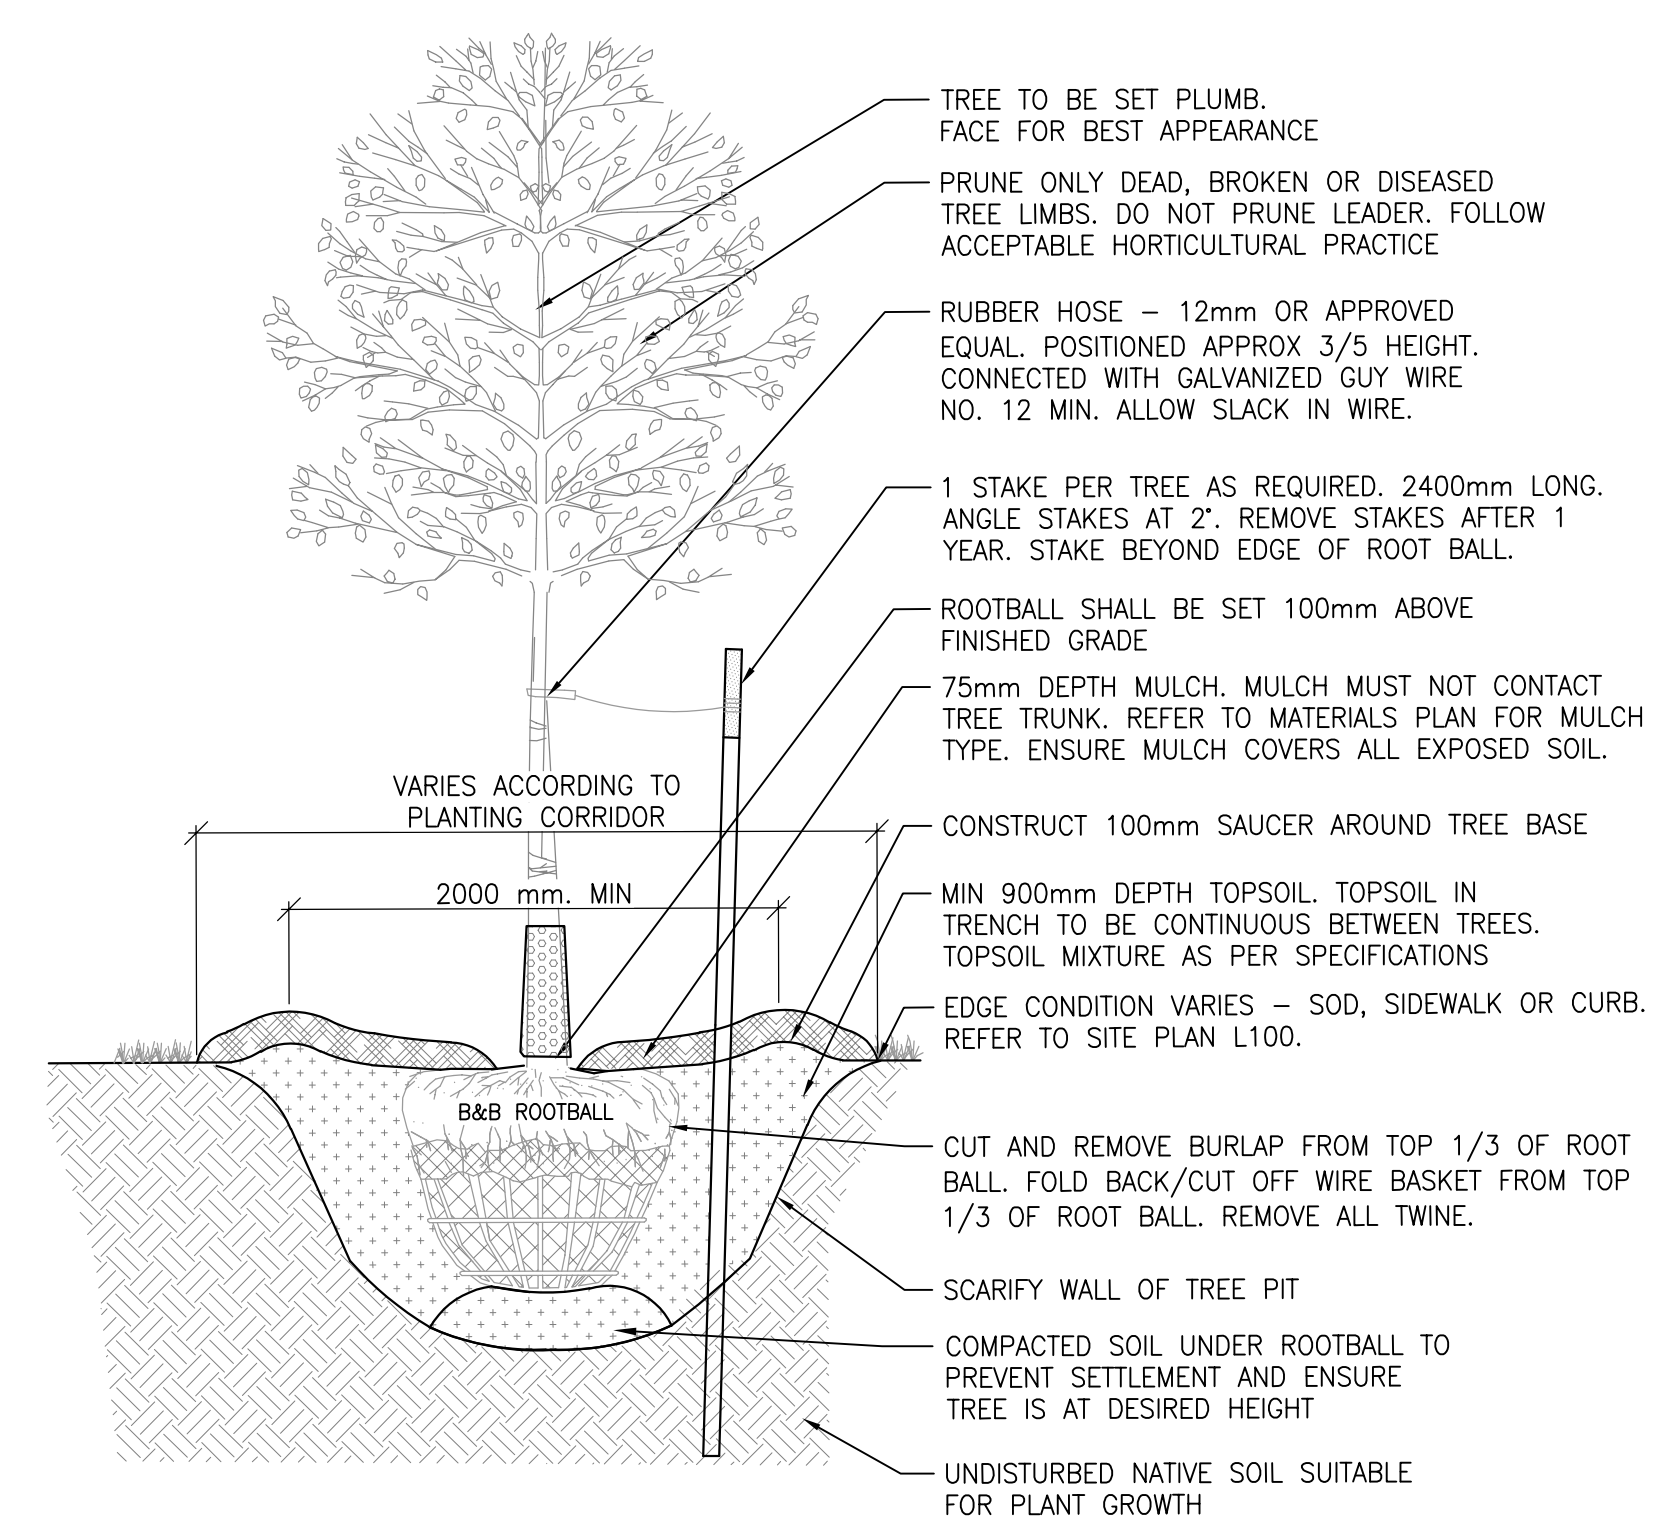 TREE TO BE SET PLUMB.
FACE FOR BEST APPEARANCE
PRUNE ONLY DEAD, BROKEN OR DISEASED
TREE LIMBS. DO NOT PRUNE LEADER. FOLLOW
ACCEPTABLE HORTICULTURAL PRACTICE
RUBBER HOSE – 12mm OR APPROVED
EQUAL. POSITIONED APPROX 3/5 HEIGHT.
CONNECTED WITH GALVANIZED GUY WIRE
NO. 12 MIN. ALLOW SLACK IN WIRE.
1 STAKE PER TREE AS REQUIRED. 2400mm LONG.
ANGLE STAKES AT 2°. REMOVE STAKES AFTER 1
YEAR. STAKE BEYOND EDGE OF ROOT BALL.
ROOTBALL SHALL BE SET 100mm ABOVE
FINISHED GRADE
75mm DEPTH MULCH. MULCH MUST NOT CONTACT
TREE TRUNK. REFER TO MATERIALS PLAN FOR MULCH
TYPE. ENSURE MULCH COVERS ALL EXPOSED SOIL.
VARIES ACCORDING TO
PLANTING CORRIDOR
CONSTRUCT 100mm SAUCER AROUND TREE BASE
2000 mm. MIN
MIN 900mm DEPTH TOPSOIL. TOPSOIL IN
TRENCH TO BE CONTINUOUS BETWEEN TREES.
TOPSOIL MIXTURE AS PER SPECIFICATIONS
EDGE CONDITION VARIES – SOD, SIDEWALK OR CURB.
REFER TO SITE PLAN L100.
B&B ROOTBALL
CUT AND REMOVE BURLAP FROM TOP 1/3 OF ROOT
BALL. FOLD BACK/CUT OFF WIRE BASKET FROM TOP
1/3 OF ROOT BALL. REMOVE ALL TWINE.
SCARIFY WALL OF TREE PIT
COMPACTED SOIL UNDER ROOTBALL TO
PREVENT SETTLEMENT AND ENSURE
TREE IS AT DESIRED HEIGHT
UNDISTURBED NATIVE SOIL SUITABLE
FOR PLANT GROWTH